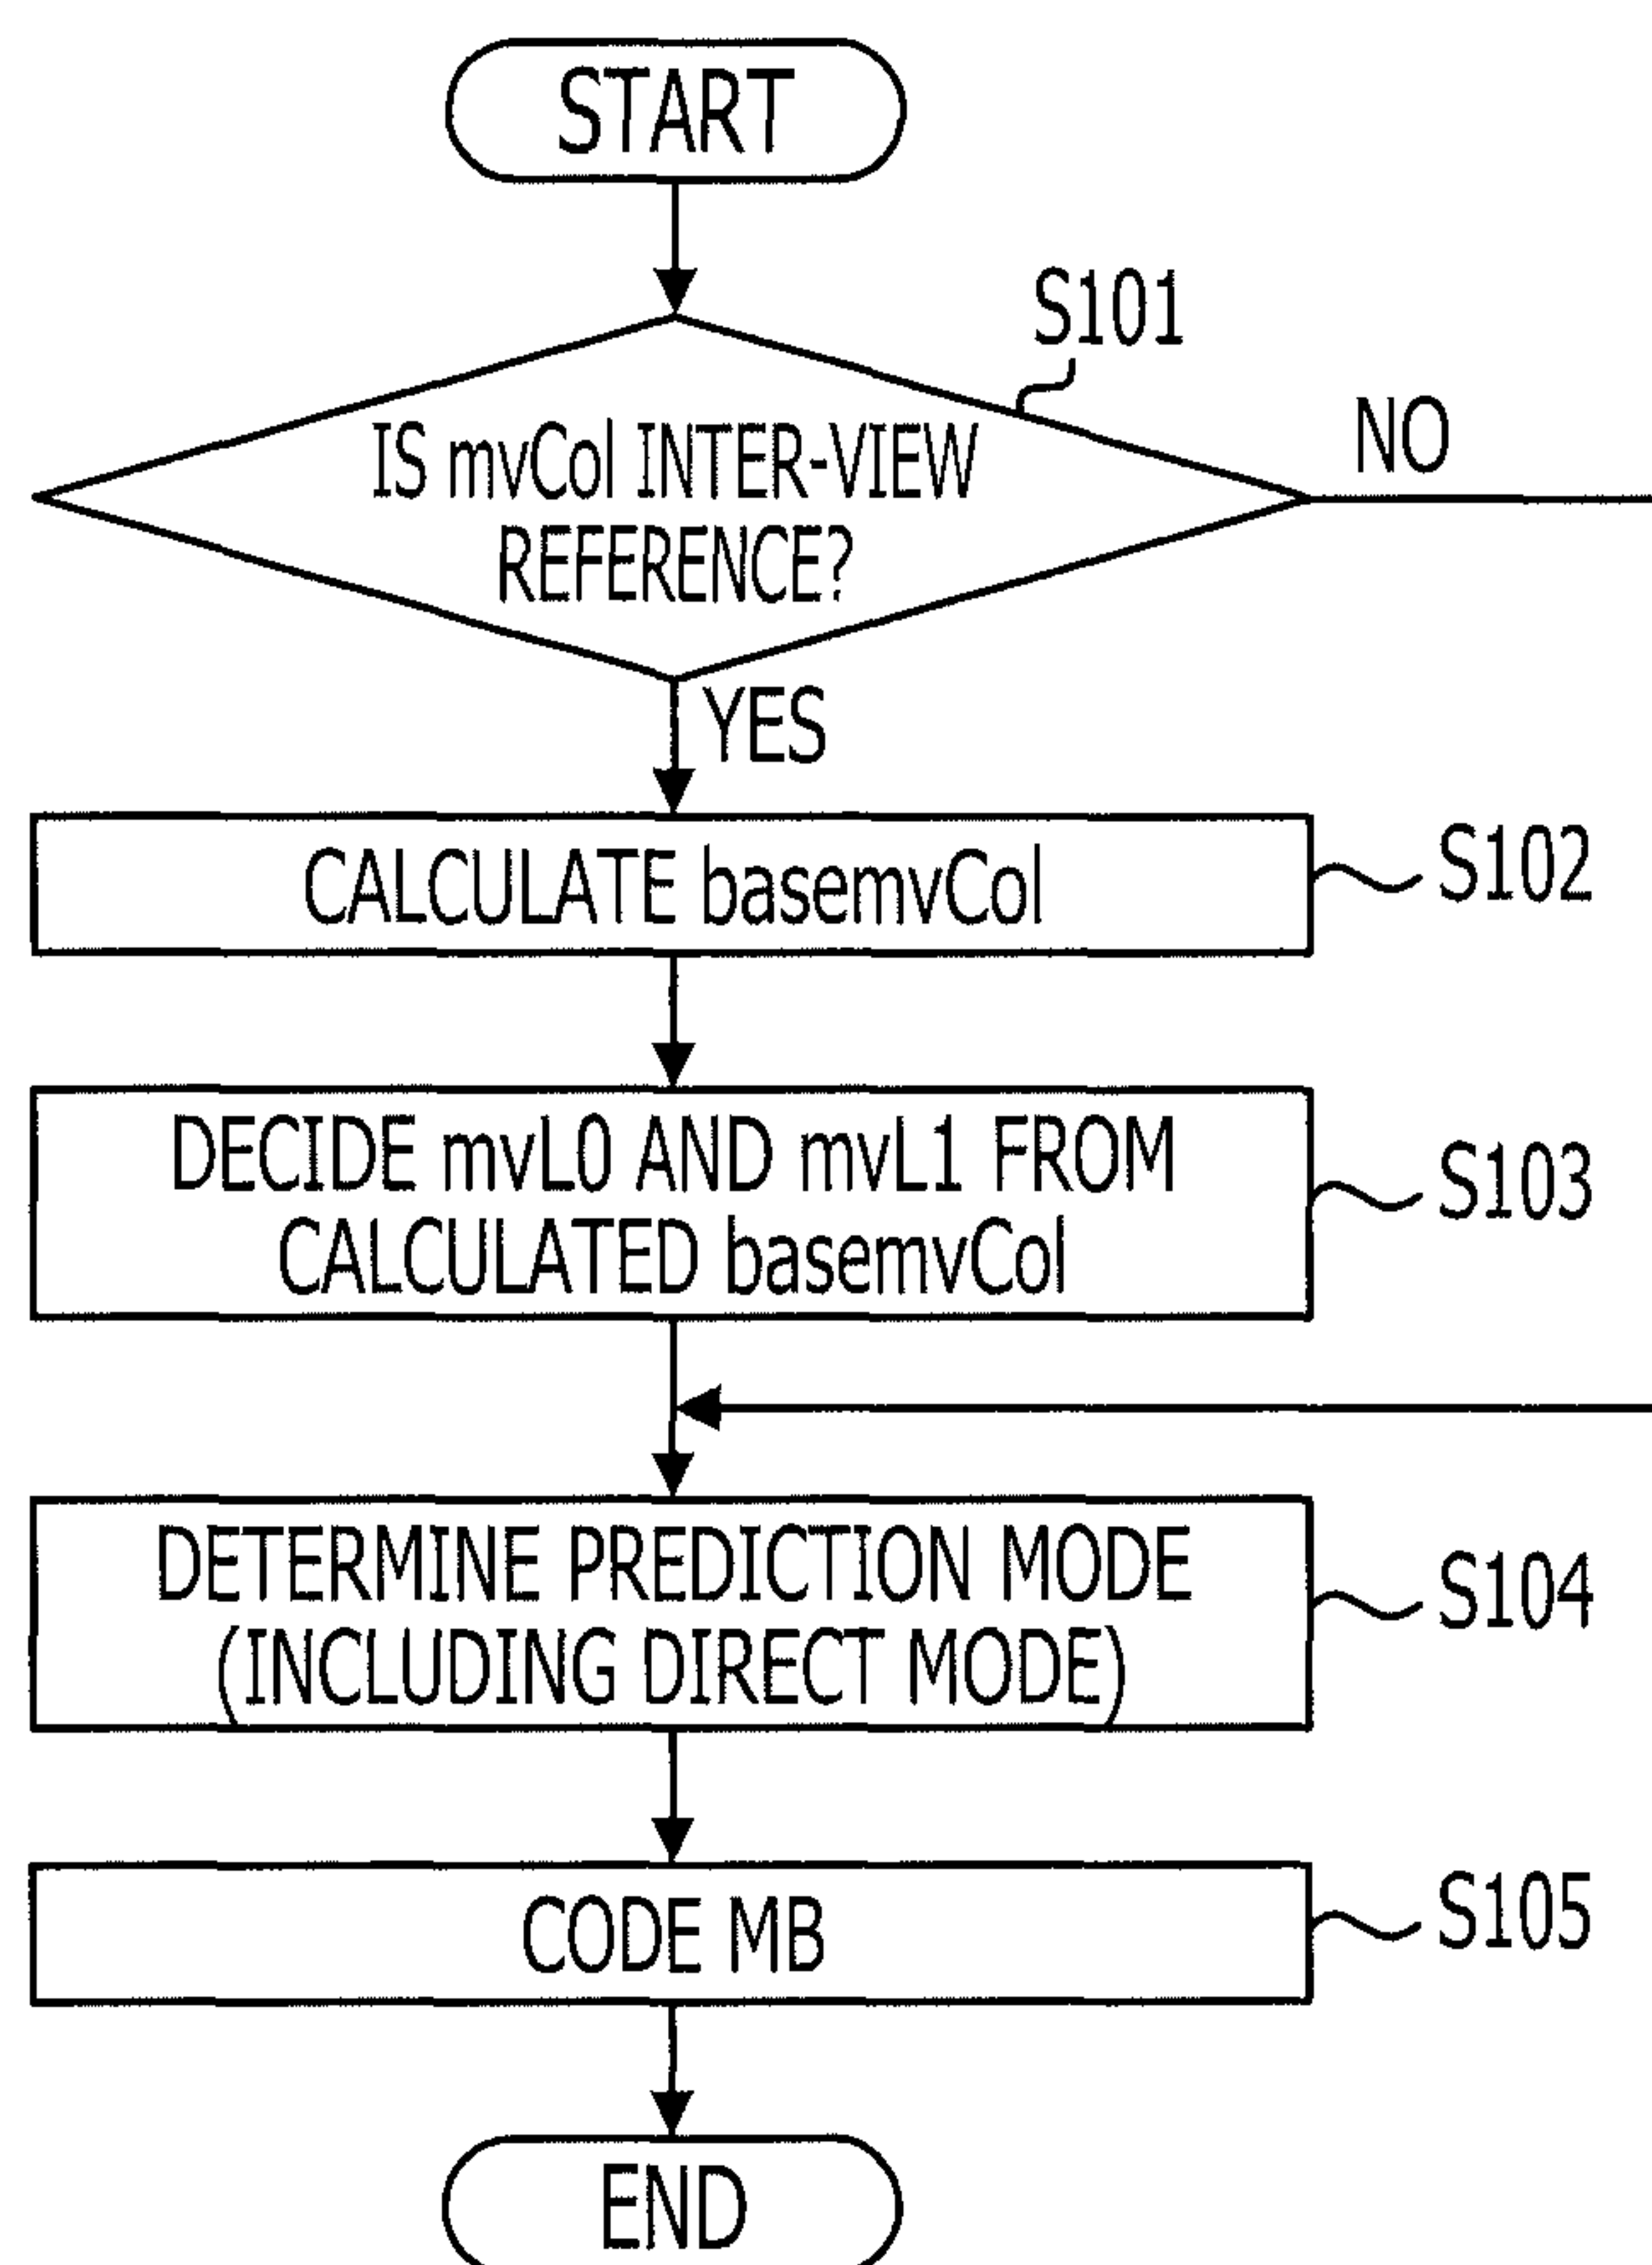 START
S101
IS mvCol INTER-VIEW
REFERENCE?
NO
YES
CALCULATE basemvCol
S102
DECIDE mvL0 AND mvL1 FROM
CALCULATED basemvCol
S103
DETERMINE PREDICTION MODE
(INCLUDING DIRECT MODE)
S104
CODE MB
S105
END